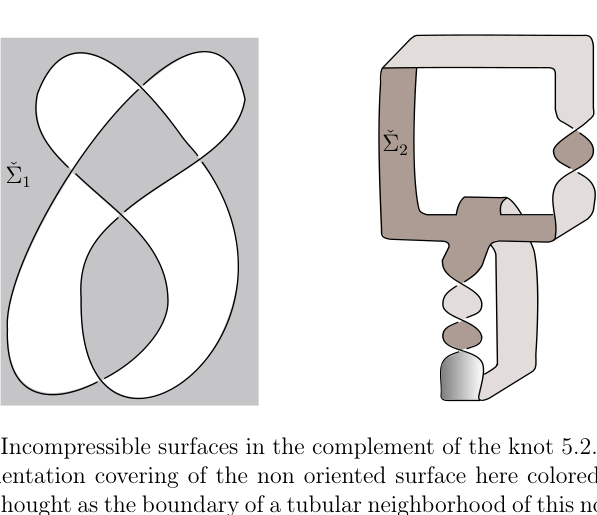 Σ̌₁
Σ̌₂
Incompressible surfaces in the complement of the knot 5.2.
entation covering of the non oriented surface here colored
hought as the boundary of a tubular neighborhood of this